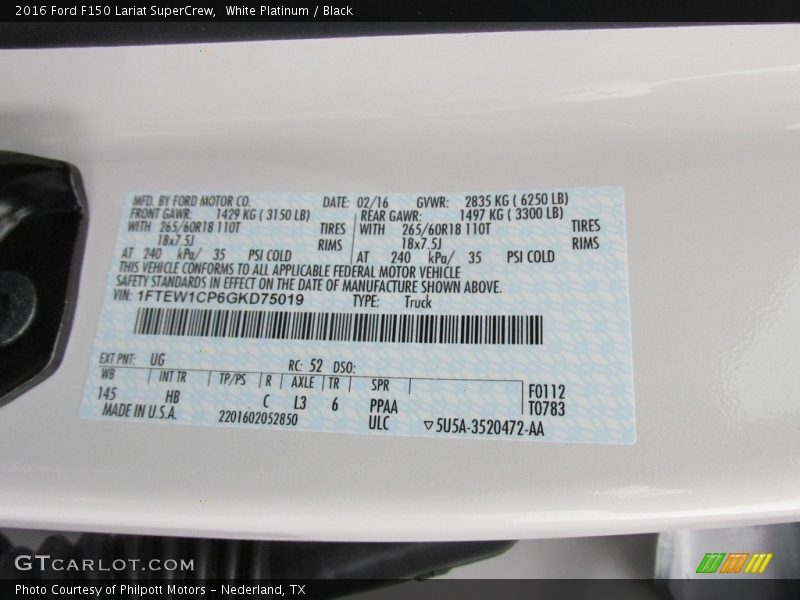 2016 Ford F150 Lariat SuperCrew, White Platinum / Black
MFD. BY FORD MOTOR CO. DATE: 02/16 GVWR: 2835 KG ( 6250 LB)
FRONT GAWR: 1429 KG ( 3150 LB) REAR GAWR: 1497 KG ( 3300 LB)
WITH 265/60R18 110T TIRES WITH 265/60R18 110T TIRES
18x7.5J RIMS 18x7.5J RIMS
AT 240 kPa/ 35 PSI COLD AT 240 kPa/ 35 PSI COLD
THIS VEHICLE CONFORMS TO ALL APPLICABLE FEDERAL MOTOR VEHICLE
SAFETY STANDARDS IN EFFECT ON THE DATE OF MANUFACTURE SHOWN ABOVE.
VIN: 1FTEW1CP6GKD75019 TYPE: Truck
EXT PNT: UG RC: 52 DSO:
WB INT TR TP/PS R AXLE TR SPR F0112
145 HB C L3 6 PPAA T0783
MADE IN U.S.A. 2201602052850 ULC ▽5U5A-3520472-AA
GTCARLOT.COM
Photo Courtesy of Philpott Motors - Nederland, TX